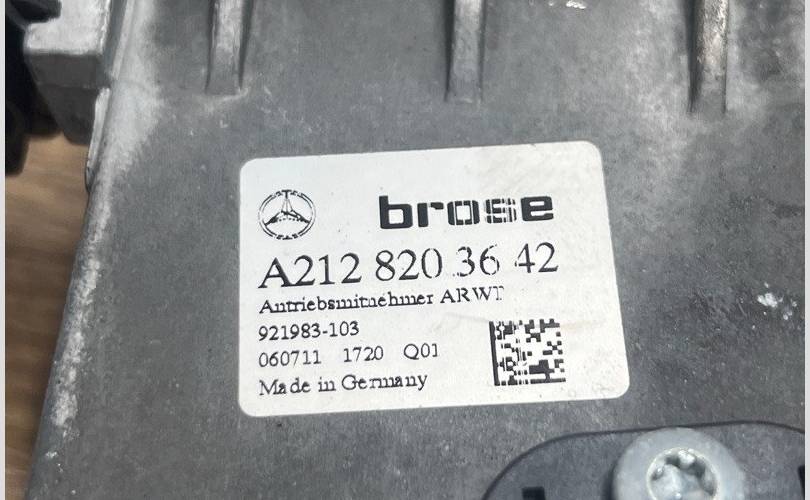 brose
A212 820 36 42
Antriebsmitnehmer ARWT
921983-103
060711 1720 Q01
Made in Germany